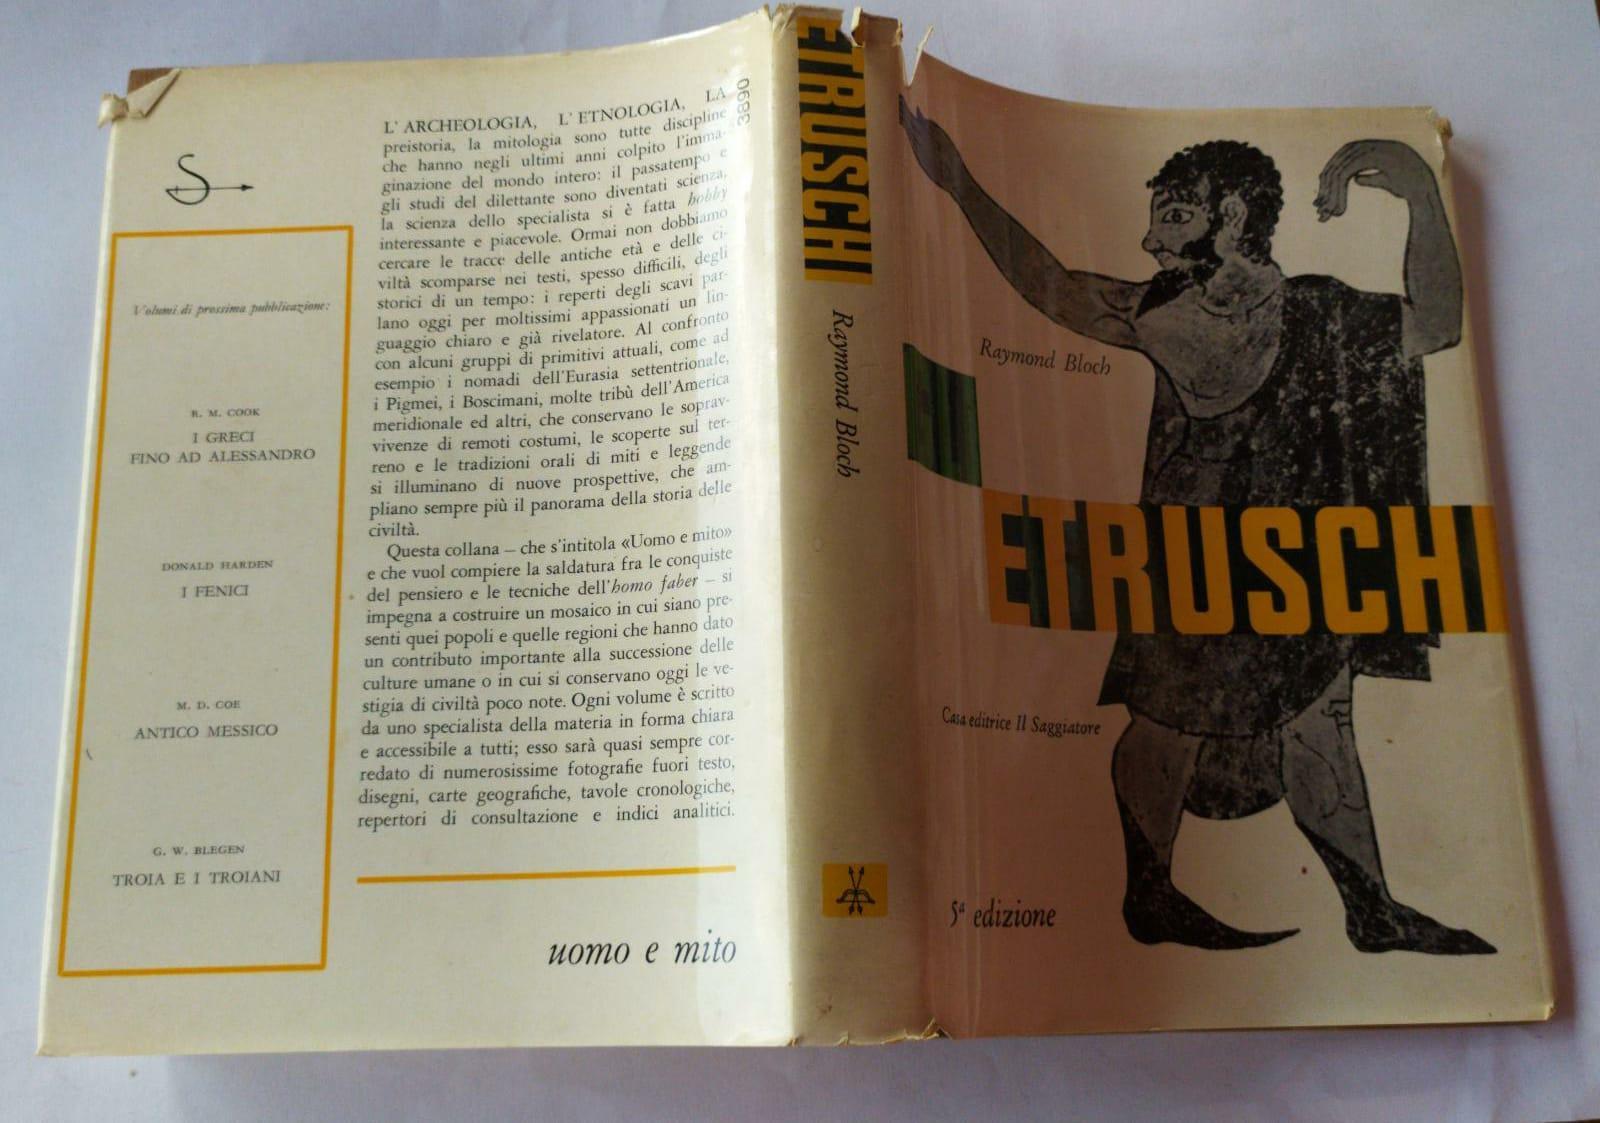 Volumi di prossima pubblicazione:
R. M. COOK
I GRECI
FINO AD ALESSANDRO
DONALD HARDEN
I FENICI
M. D. COE
ANTICO MESSICO
G. W. BLEGEN
TROIA E I TROIANI
L' ARCHEOLOGIA, L' ETNOLOGIA, LA
preistoria, la mitologia sono tutte discipline
che hanno negli ultimi anni colpito l'imma-
ginazione del mondo intero: il passatempo e
gli studi del dilettante sono diventati scienza,
la scienza dello specialista si è fatta hobby
interessante e piacevole. Ormai non dobbiamo
cercare le tracce delle antiche età e delle ci-
viltà scomparse nei testi, spesso difficili, degli
storici di un tempo: i reperti degli scavi par-
lano oggi per moltissimi appassionati un lin-
guaggio chiaro e già rivelatore. Al confronto
con alcuni gruppi di primitivi attuali, come ad
esempio i nomadi dell'Eurasia settentrionale,
i Pigmei, i Boscimani, molte tribù dell'America
meridionale ed altri, che conservano le soprav-
vivenze di remoti costumi, le scoperte sul ter-
reno e le tradizioni orali di miti e leggende
si illuminano di nuove prospettive, che am-
pliano sempre più il panorama della storia delle
civiltà.
Questa collana – che s'intitola «Uomo e mito»
e che vuol compiere la saldatura fra le conquiste
del pensiero e le tecniche dell'homo faber – si
impegna a costruire un mosaico in cui siano pre-
senti quei popoli e quelle regioni che hanno dato
un contributo importante alla successione delle
culture umane o in cui si conservano oggi le ve-
stigia di civiltà poco note. Ogni volume è scritto
da uno specialista della materia in forma chiara
e accessibile a tutti; esso sarà quasi sempre cor-
redato di numerosissime fotografie fuori testo,
disegni, carte geografiche, tavole cronologiche,
repertori di consultazione e indici analitici.
uomo e mito
3890
ETRUSCHI
Raymond Bloch
Raymond Bloch
ETRUSCHI
Casa editrice Il Saggiatore
5ª edizione